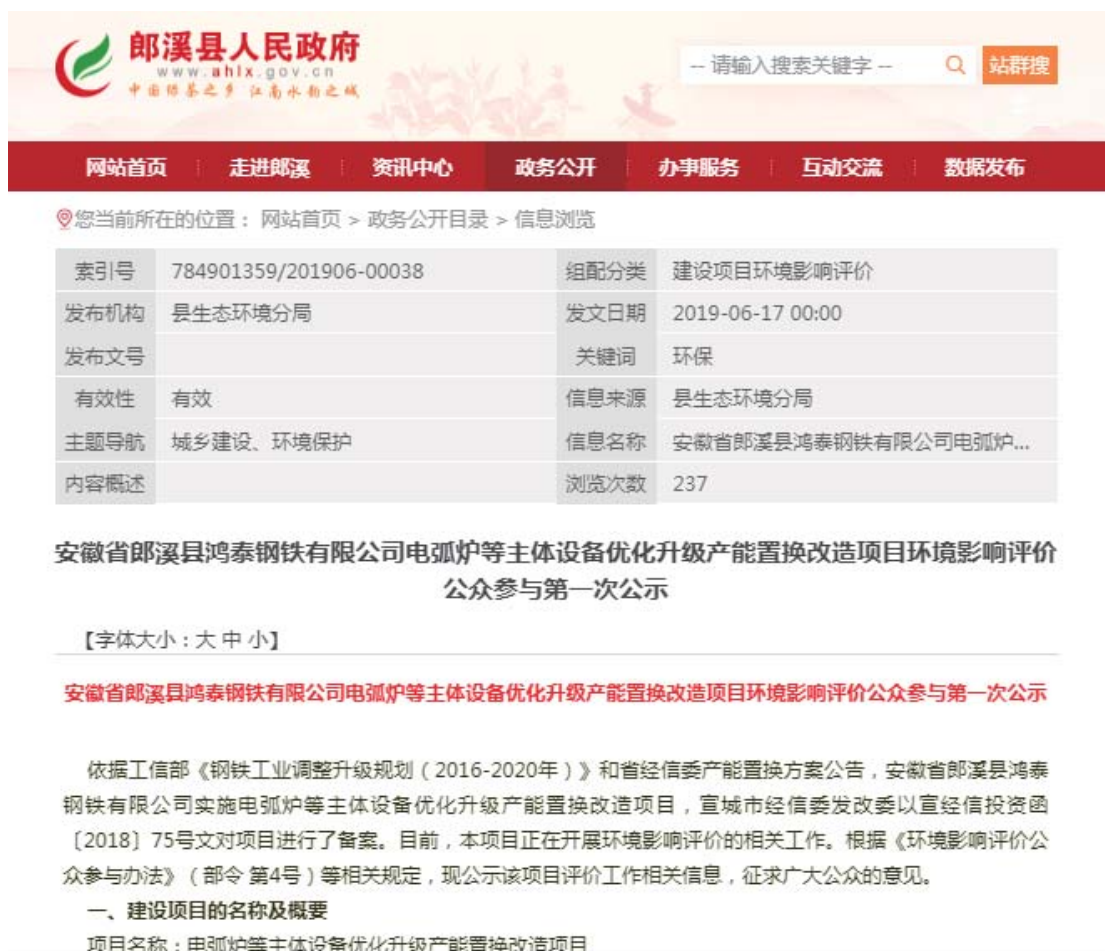 郎溪县人民政府
www.ahlx.gov.cn
中国绿茶之乡 江南水韵之城
-- 请输入搜索关键字 --
站群搜
网站首页 走进郎溪 资讯中心 政务公开 办事服务 互动交流 数据发布
您当前所在的位置： 网站首页 > 政务公开目录 > 信息浏览
索引号 784901359/201906-00038 组配分类 建设项目环境影响评价
发布机构 县生态环境分局 发文日期 2019-06-17 00:00
发布文号 关键词 环保
有效性 有效 信息来源 县生态环境分局
主题导航 城乡建设、环境保护 信息名称 安徽省郎溪县鸿泰钢铁有限公司电弧炉...
内容概述 浏览次数 237
安徽省郎溪县鸿泰钢铁有限公司电弧炉等主体设备优化升级产能置换改造项目环境影响评价
公众参与第一次公示
【字体大小：大 中 小】
安徽省郎溪县鸿泰钢铁有限公司电弧炉等主体设备优化升级产能置换改造项目环境影响评价公众参与第一次公示
依据工信部《钢铁工业调整升级规划（2016-2020年）》和省经信委产能置换方案公告，安徽省郎溪县鸿泰
钢铁有限公司实施电弧炉等主体设备优化升级产能置换改造项目，宣城市经信委发改委以宣经信投资函
〔2018〕75号文对项目进行了备案。目前，本项目正在开展环境影响评价的相关工作。根据《环境影响评价公
众参与办法》（部令 第4号）等相关规定，现公示该项目评价工作相关信息，征求广大公众的意见。
一、建设项目的名称及概要
项目名称：电弧炉等主体设备优化升级产能置换改造项目